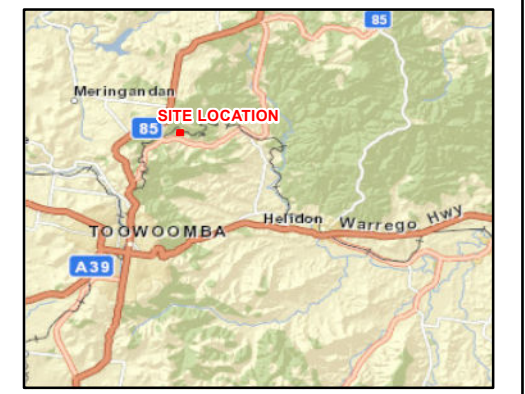 85
Meringandan
SITE LOCATION
85
Helidon
Warrego Hwy
TOOWOOMBA
A39